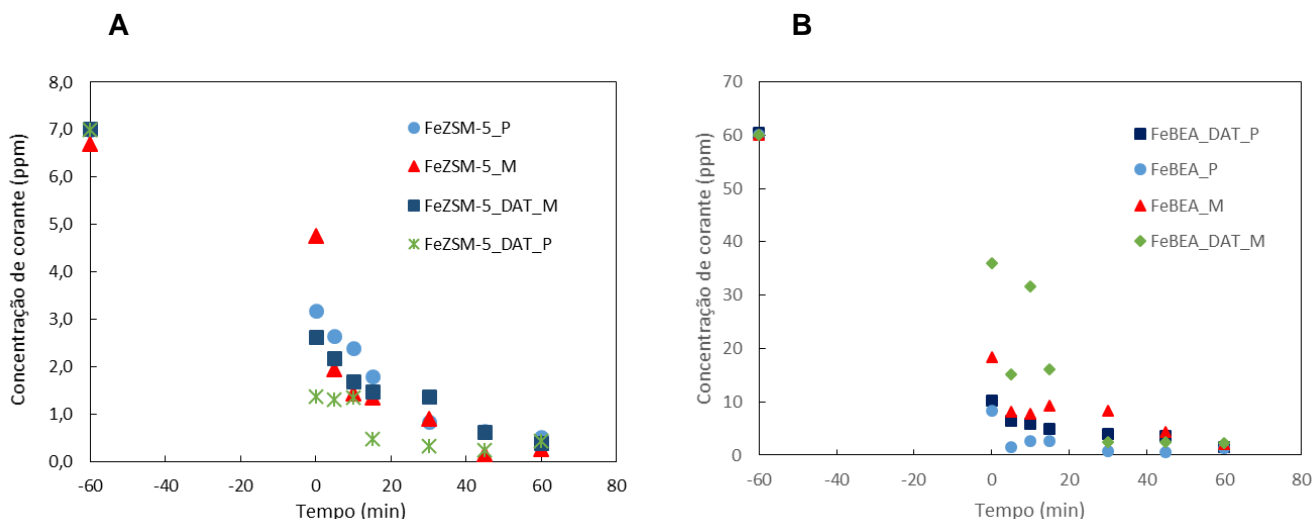 A
8,0
7,0
6,0
5,0
4,0
3,0
2,0
1,0
0,0
-60
-40
-20
0
20
40
60
80
Concentração de corante (ppm)
Tempo (min)
FeZSM-5_P
FeZSM-5_M
FeZSM-5_DAT_M
FeZSM-5_DAT_P
B
70
60
50
40
30
20
10
0
-60
-40
-20
0
20
40
60
80
Concentração de corante (ppm)
Tempo (min)
FeBEA_DAT_P
FeBEA_P
FeBEA_M
FeBEA_DAT_M